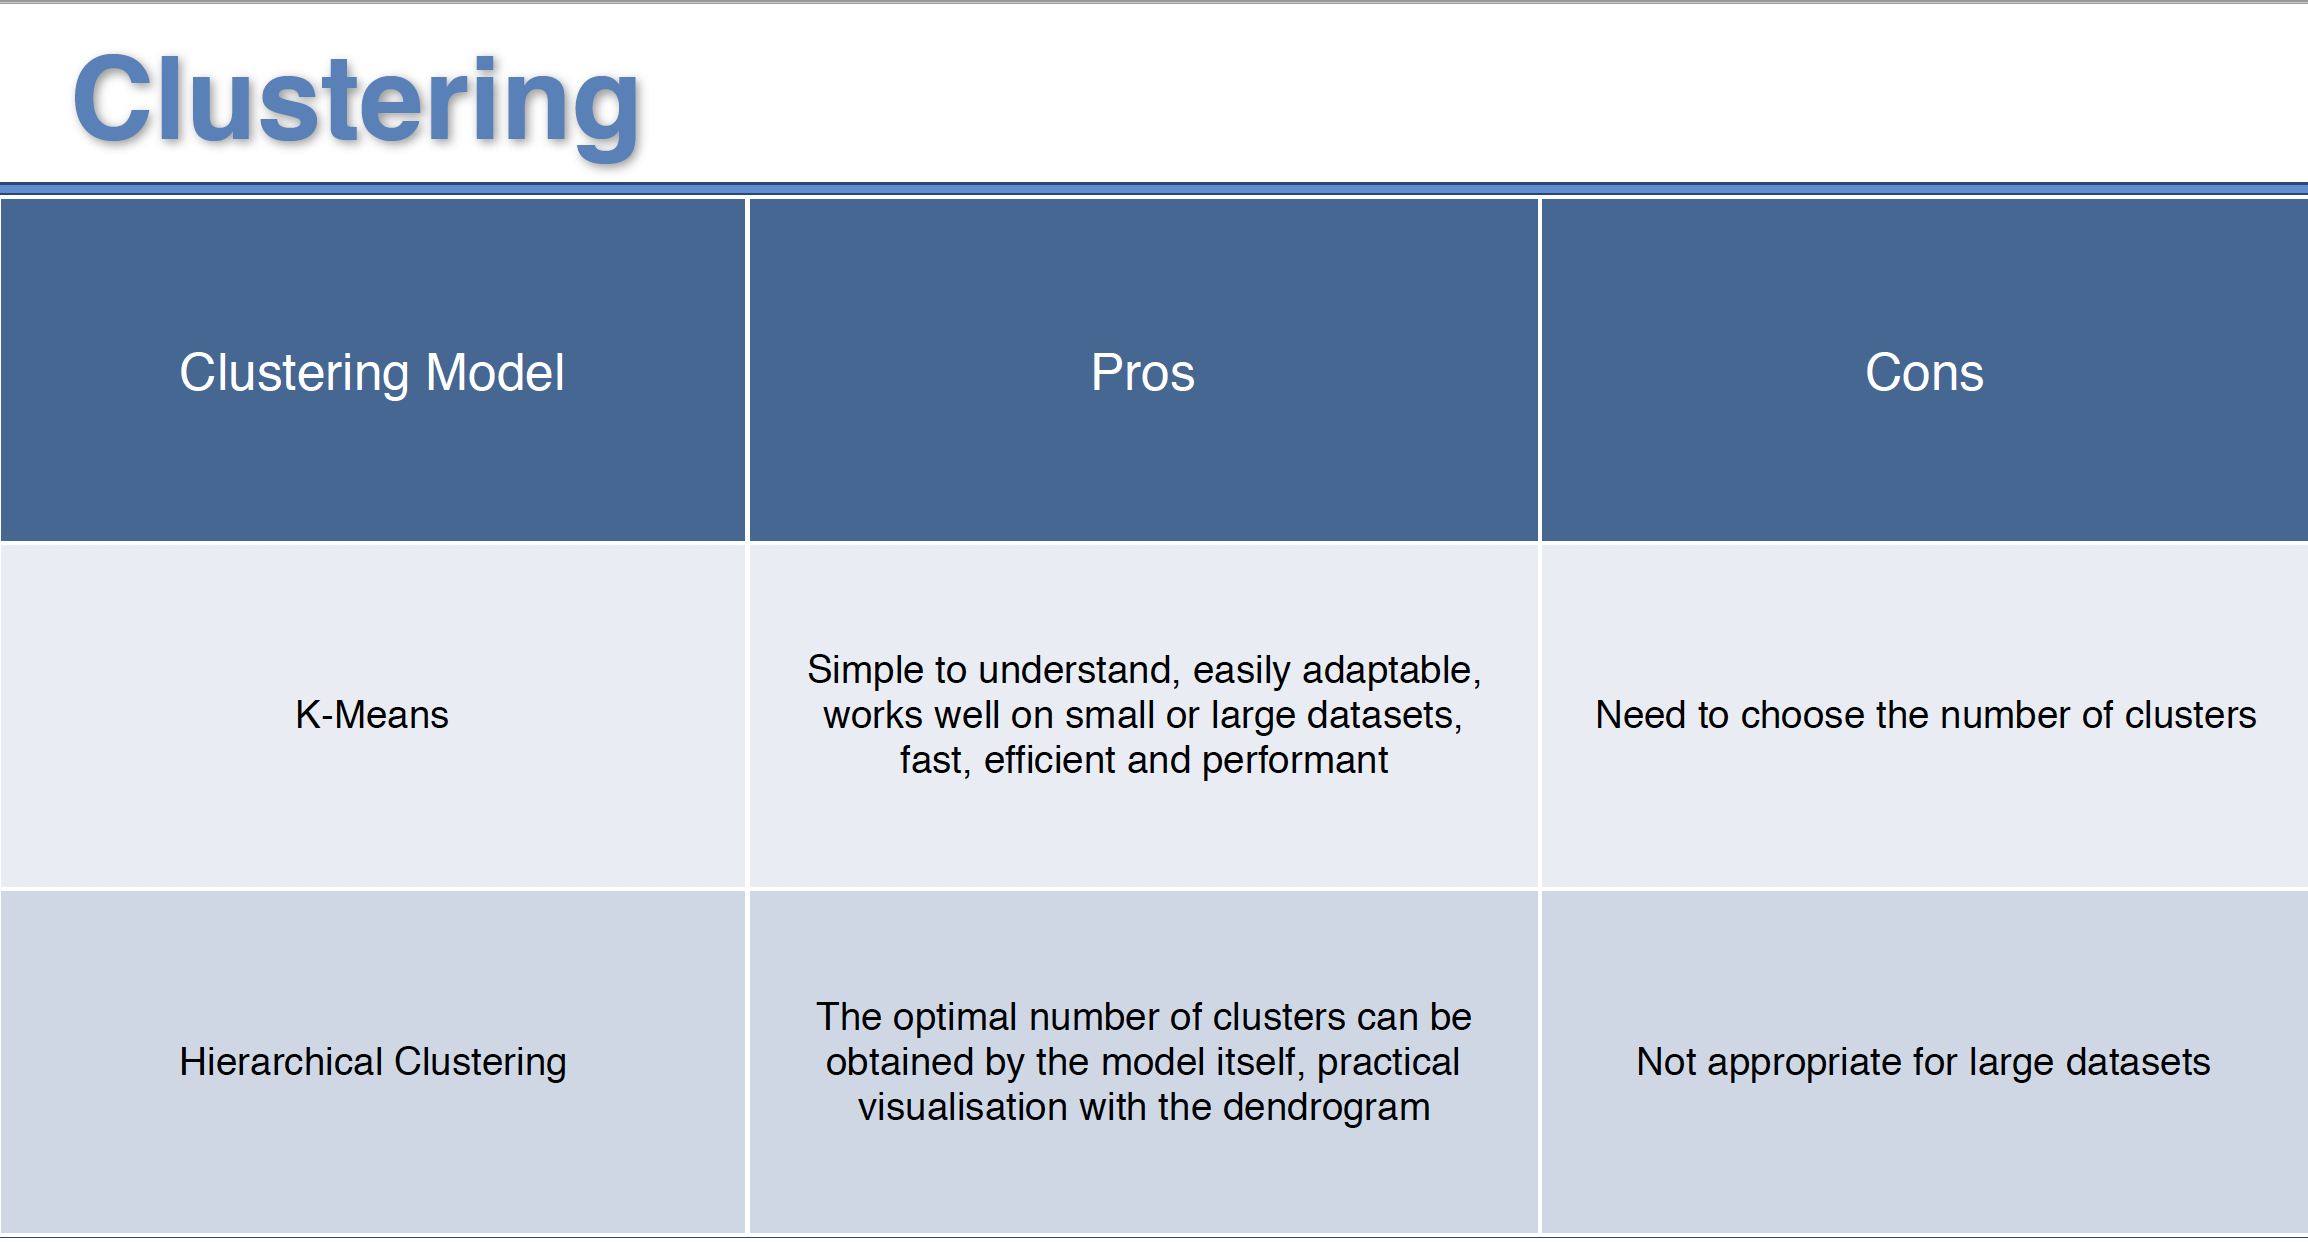 Clustering
Clustering Model
Pros
Cons
K-Means
Simple to understand, easily adaptable,
works well on small or large datasets,
fast, efficient and performant
Need to choose the number of clusters
Hierarchical Clustering
The optimal number of clusters can be
obtained by the model itself, practical
visualisation with the dendrogram
Not appropriate for large datasets